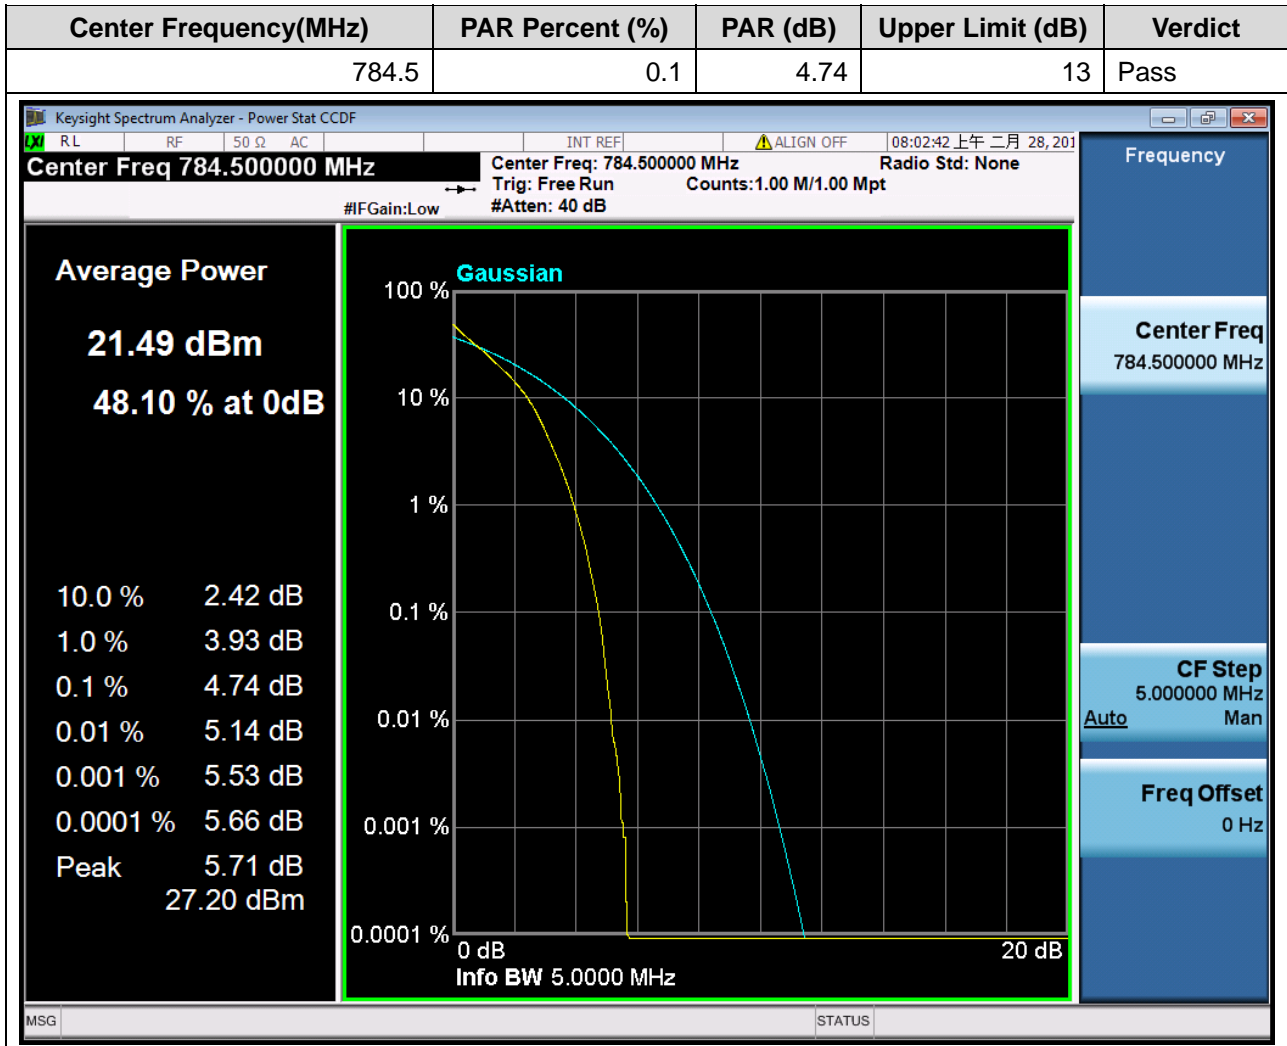 Center Frequency(MHz) PAR Percent (%) PAR (dB) Upper Limit (dB) Verdict
784.5 0.1 4.74 13 Pass
Keysight Spectrum Analyzer - Power Stat CCDF
LXI RL RF 50 Ω AC INT REF ALIGN OFF 08:02:42 上午 二月 28, 201
Center Freq 784.500000 MHz
Center Freq: 784.500000 MHz Radio Std: None
Trig: Free Run Counts:1.00 M/1.00 Mpt
#IFGain:Low #Atten: 40 dB
Average Power
21.49 dBm
48.10 % at 0dB
10.0 % 2.42 dB
1.0 % 3.93 dB
0.1 % 4.74 dB
0.01 % 5.14 dB
0.001 % 5.53 dB
0.0001 % 5.66 dB
Peak 5.71 dB
27.20 dBm
Gaussian
100 %
10 %
1 %
0.1 %
0.01 %
0.001 %
0.0001 %
0 dB 20 dB
Info BW 5.0000 MHz
Frequency
Center Freq
784.500000 MHz
CF Step
5.000000 MHz
Auto Man
Freq Offset
0 Hz
MSG STATUS